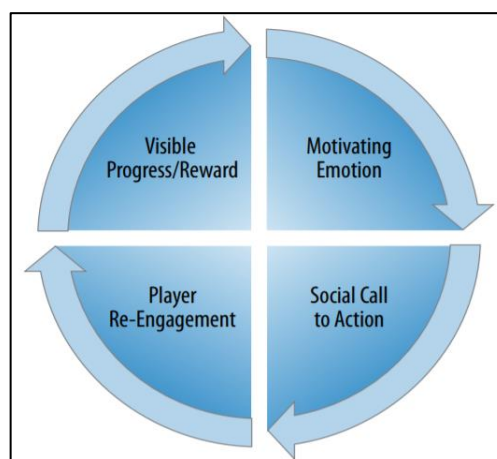 Visible
Progress/Reward
Motivating
Emotion
Player
Re-Engagement
Social Call
to Action